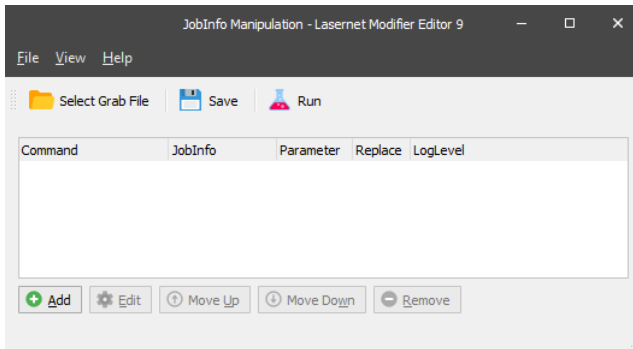 JobInfo Manipulation - Lasernet Modifier Editor 9
File View Help
Select Grab File Save Run
Command JobInfo Parameter Replace LogLevel
Add Edit Move Up Move Down Remove